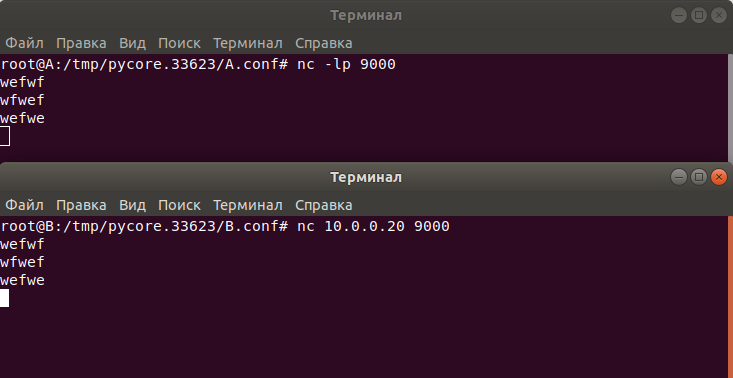 Терминал
Файл Правка Вид Поиск Терминал Справка
root@A:/tmp/pycore.33623/A.conf# nc -lp 9000
wefwf
wfwef
wefwe
Терминал
Файл Правка Вид Поиск Терминал Справка
root@B:/tmp/pycore.33623/B.conf# nc 10.0.0.20 9000
wefwf
wfwef
wefwe